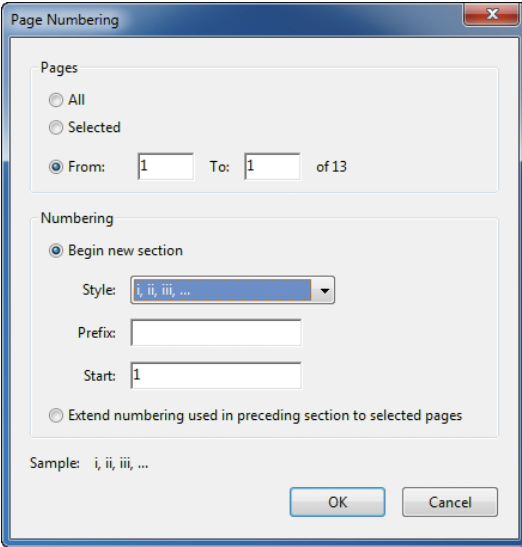 Page Numbering
Pages
All
Selected
From: 1 To: 1 of 13
Numbering
Begin new section
Style: i, ii, iii, ...
Prefix:
Start: 1
Extend numbering used in preceding section to selected pages
Sample: i, ii, iii, ...
OK Cancel